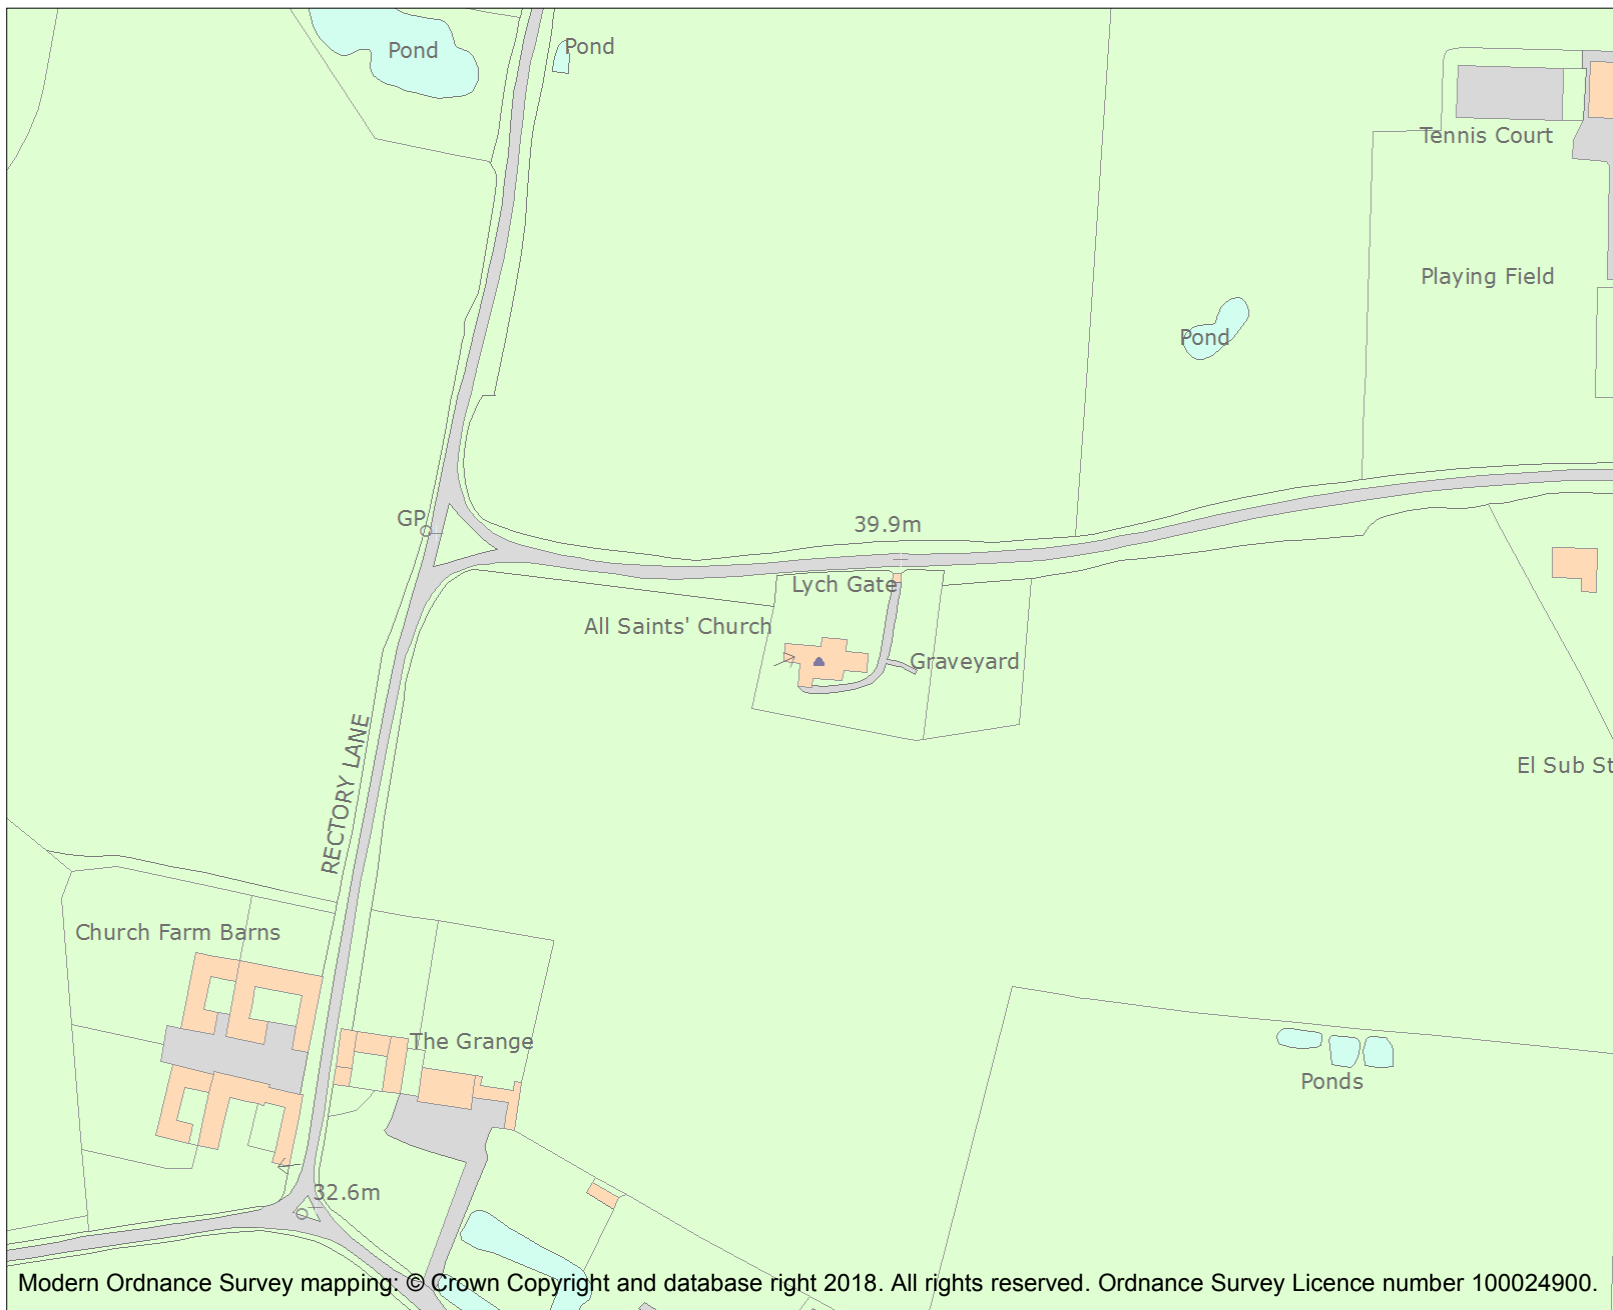 Pond
Pond
Tennis Court
Playing Field
Pond
GP
39.9m
Lych Gate
All Saints' Church
Graveyard
RECTORY LANE
El Sub St
Church Farm Barns
The Grange
Ponds
32.6m
Modern Ordnance Survey mapping: © Crown Copyright and database right 2018. All rights reserved. Ordnance Survey Licence number 100024900.